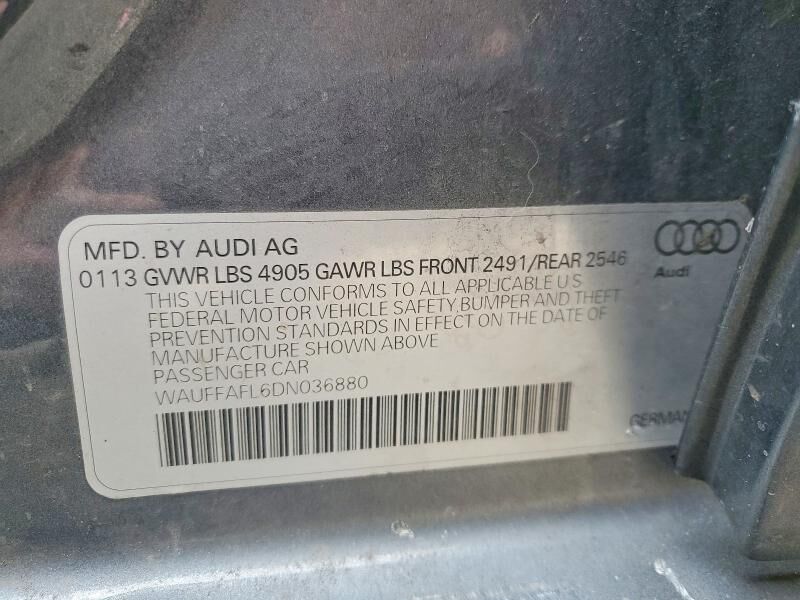 MFD. BY AUDI AG
0113 GVWR LBS 4905 GAWR LBS FRONT 2491/REAR 2546
Audi
THIS VEHICLE CONFORMS TO ALL APPLICABLE U S
FEDERAL MOTOR VEHICLE SAFETY,BUMPER AND THEFT
PREVENTION STANDARDS IN EFFECT ON THE DATE OF
MANUFACTURE SHOWN ABOVE
PASSENGER CAR
WAUFFAFL6DN036880
GERMAN